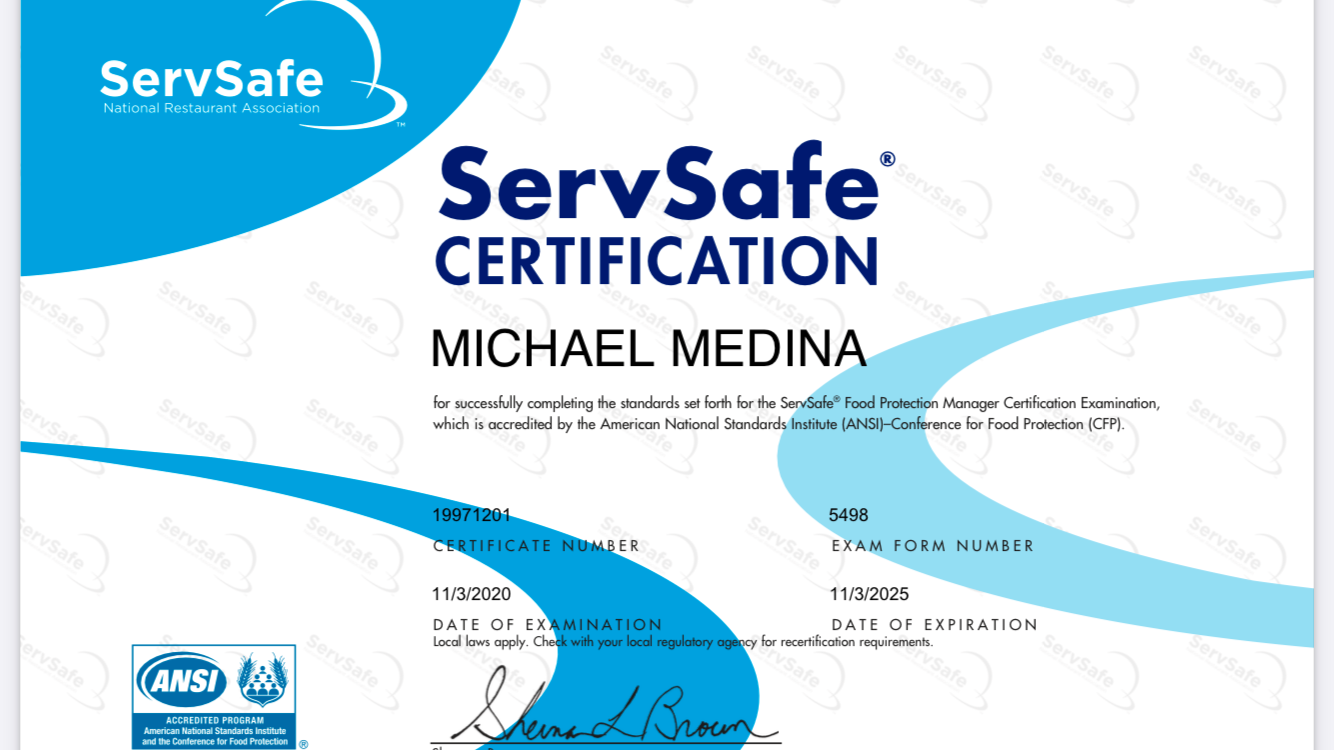 ServSafe
National Restaurant Association
™
ServSafe®
CERTIFICATION
MICHAEL MEDINA
for successfully completing the standards set forth for the ServSafe® Food Protection Manager Certification Examination,
which is accredited by the American National Standards Institute (ANSI)–Conference for Food Protection (CFP).
19971201
5498
CERTIFICATE NUMBER
EXAM FORM NUMBER
11/3/2020
11/3/2025
DATE OF EXAMINATION
DATE OF EXPIRATION
Local laws apply. Check with your local regulatory agency for recertification requirements.
Sherman L Brown
ANSI
ACCREDITED PROGRAM
American National Standards Institute
and the Conference for Food Protection
®